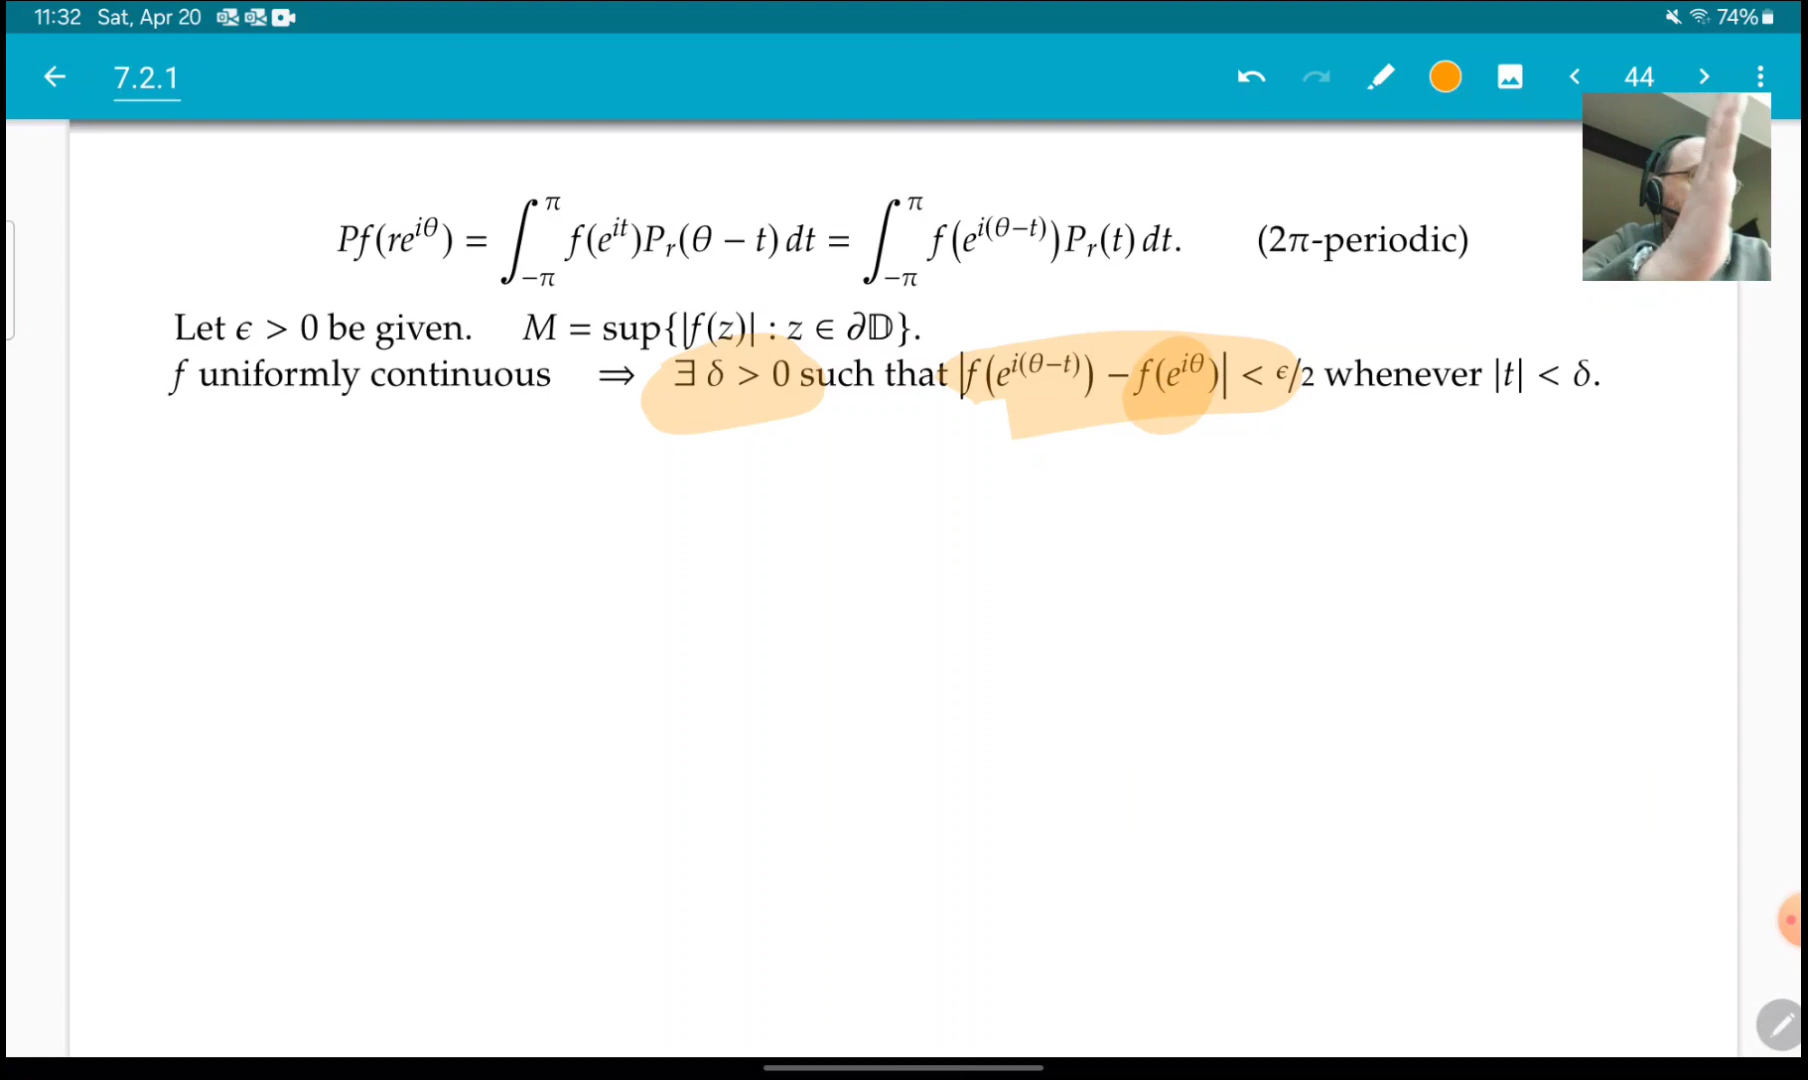 11:32 Sat, Apr 20 74%
7.2.1 44
Pf(re^{iθ}) = ∫_{−π}^{π} f(e^{it})P_r(θ − t) dt = ∫_{−π}^{π} f(e^{i(θ−t)})P_r(t) dt. (2π-periodic)
Let ϵ > 0 be given. M = sup{|f(z)| : z ∈ ∂𝔻}.
f uniformly continuous ⟹ ∃ δ > 0 such that |f(e^{i(θ−t)}) − f(e^{iθ})| < ϵ/2 whenever |t| < δ.